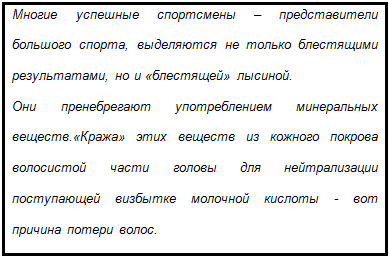 Многие успешные спортсмены – представители
большого спорта, выделяются не только блестящими
результатами, но и «блестящей» лысиной.
Они пренебрегают употреблением минеральных
веществ.«Кража» этих веществ из кожного покрова
волосистой части головы для нейтрализации
поступающей визбытке молочной кислоты - вот
причина потери волос.